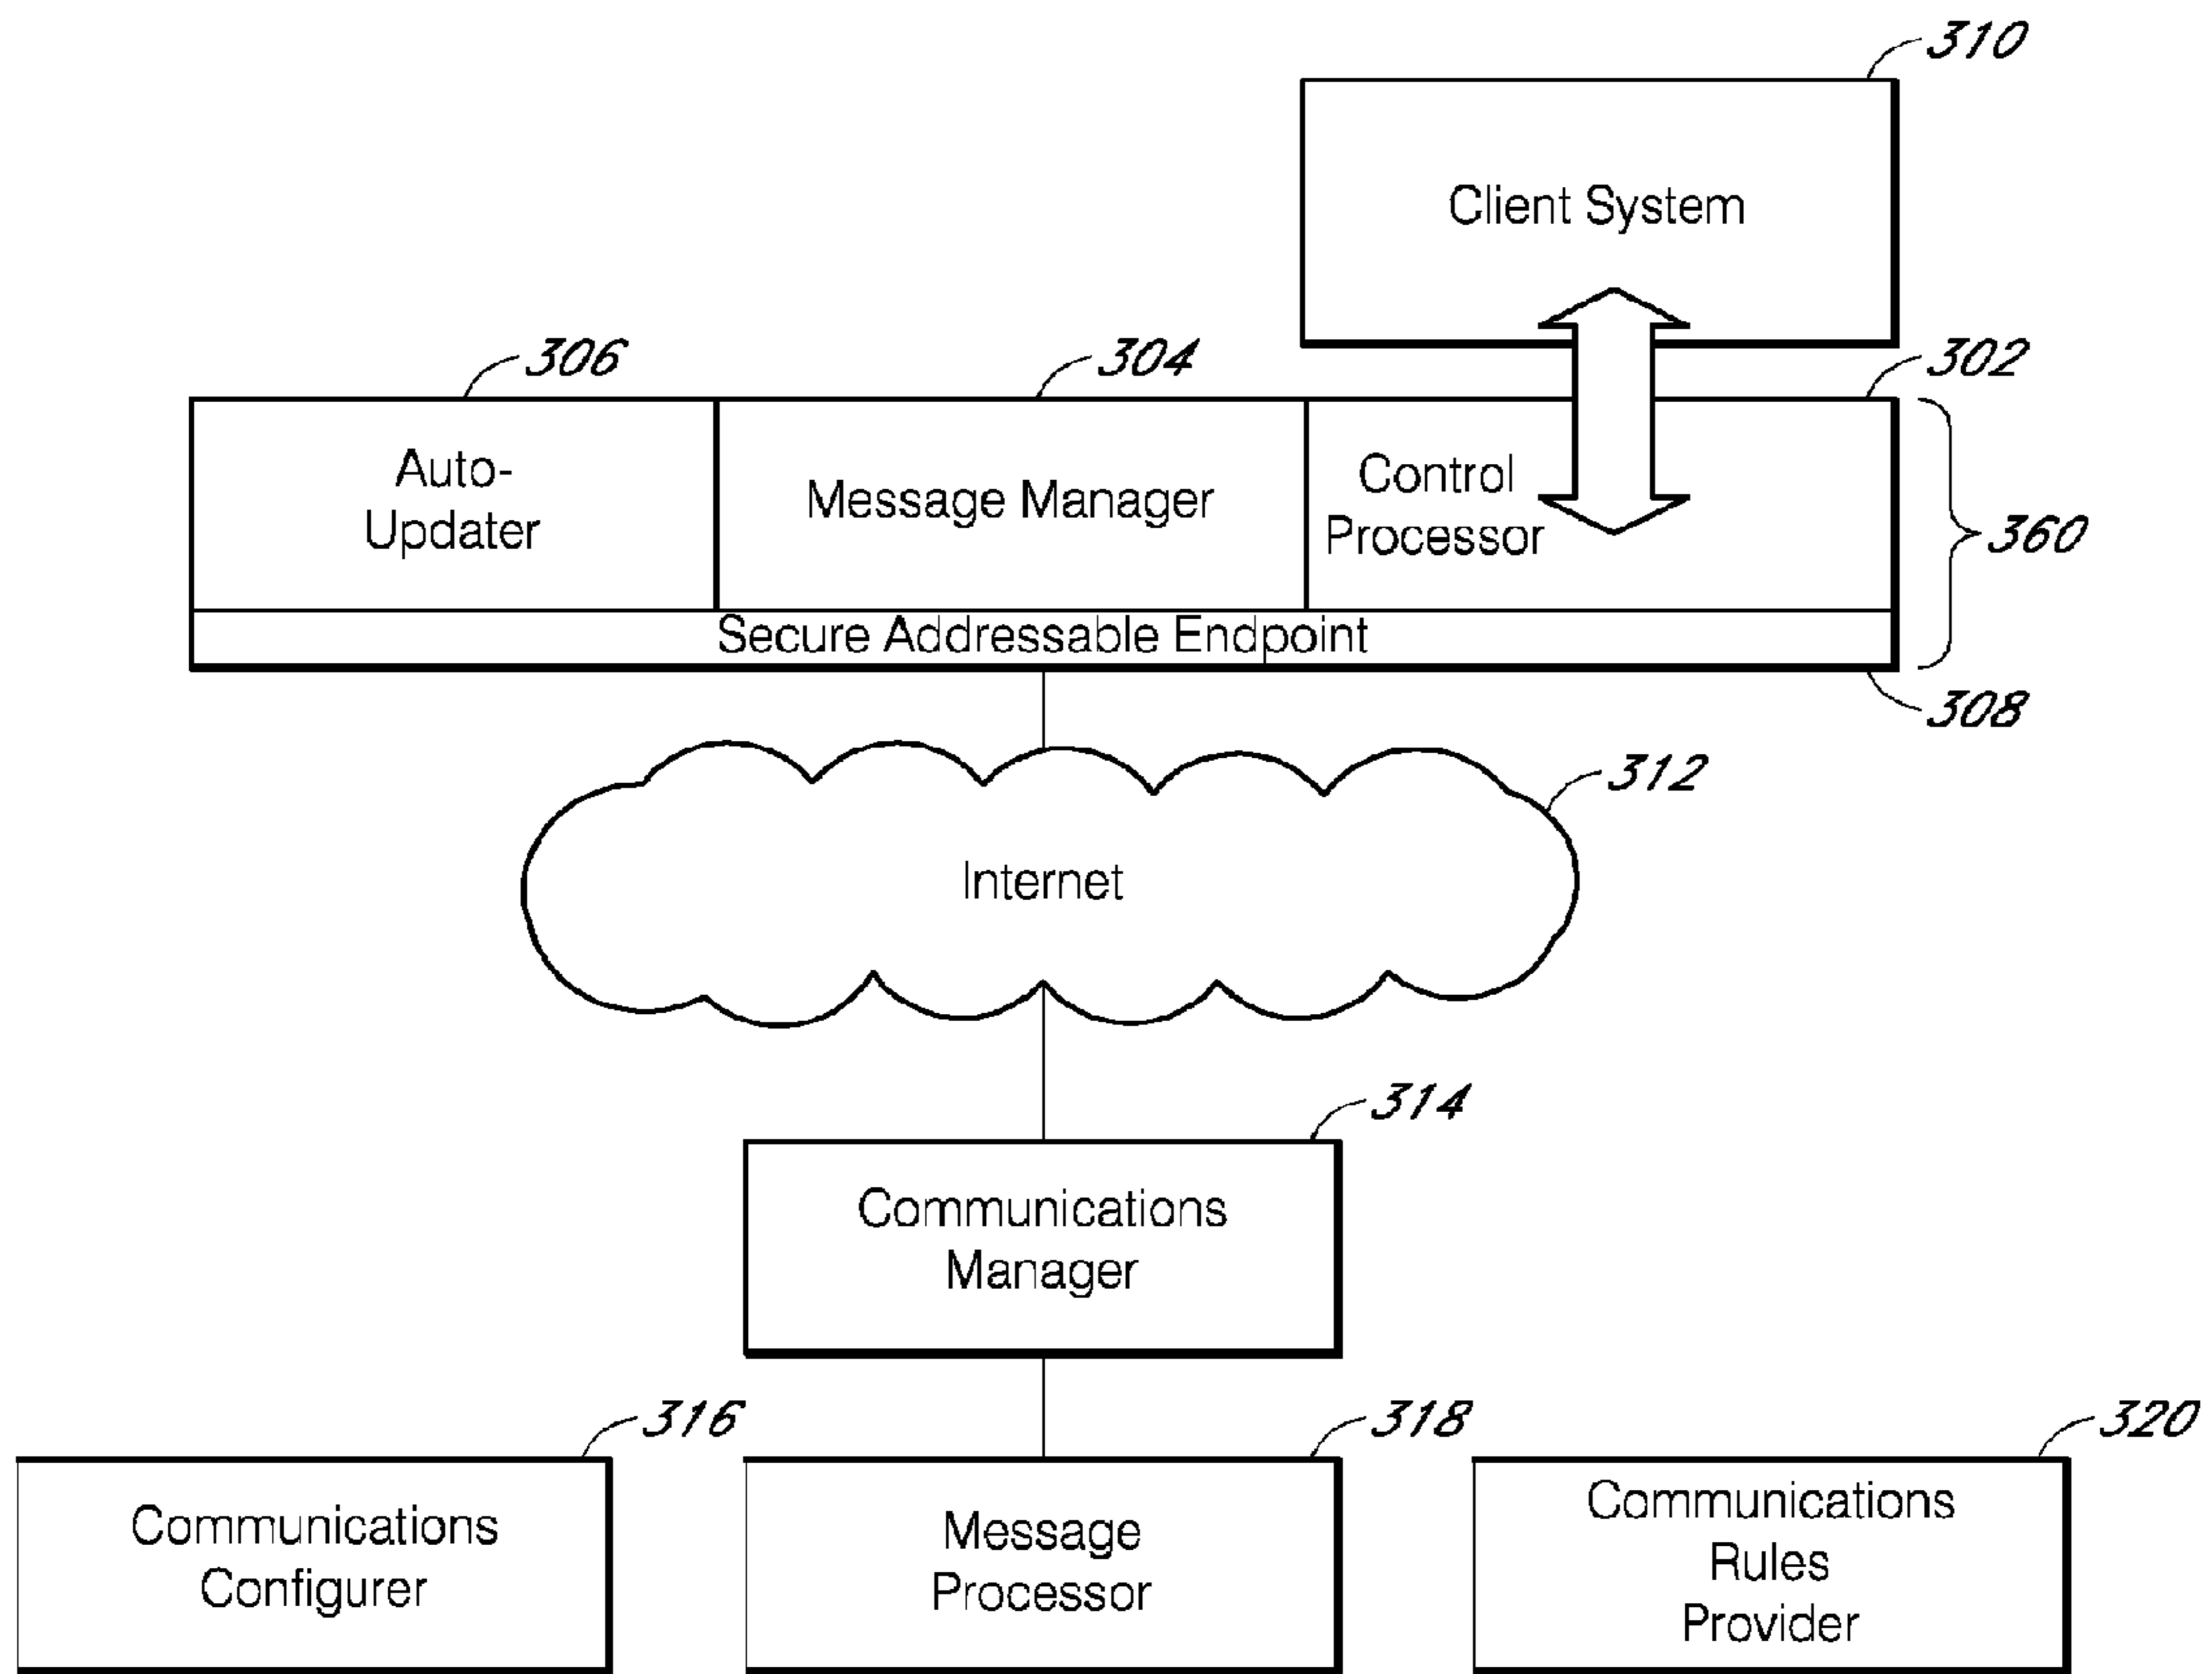 310
Client System
306
304
302
Auto-
Updater
Message Manager
Control
Processor
360
Secure Addressable Endpoint
308
312
Internet
314
Communications
Manager
316
318
320
Communications
Configurer
Message
Processor
Communications
Rules
Provider